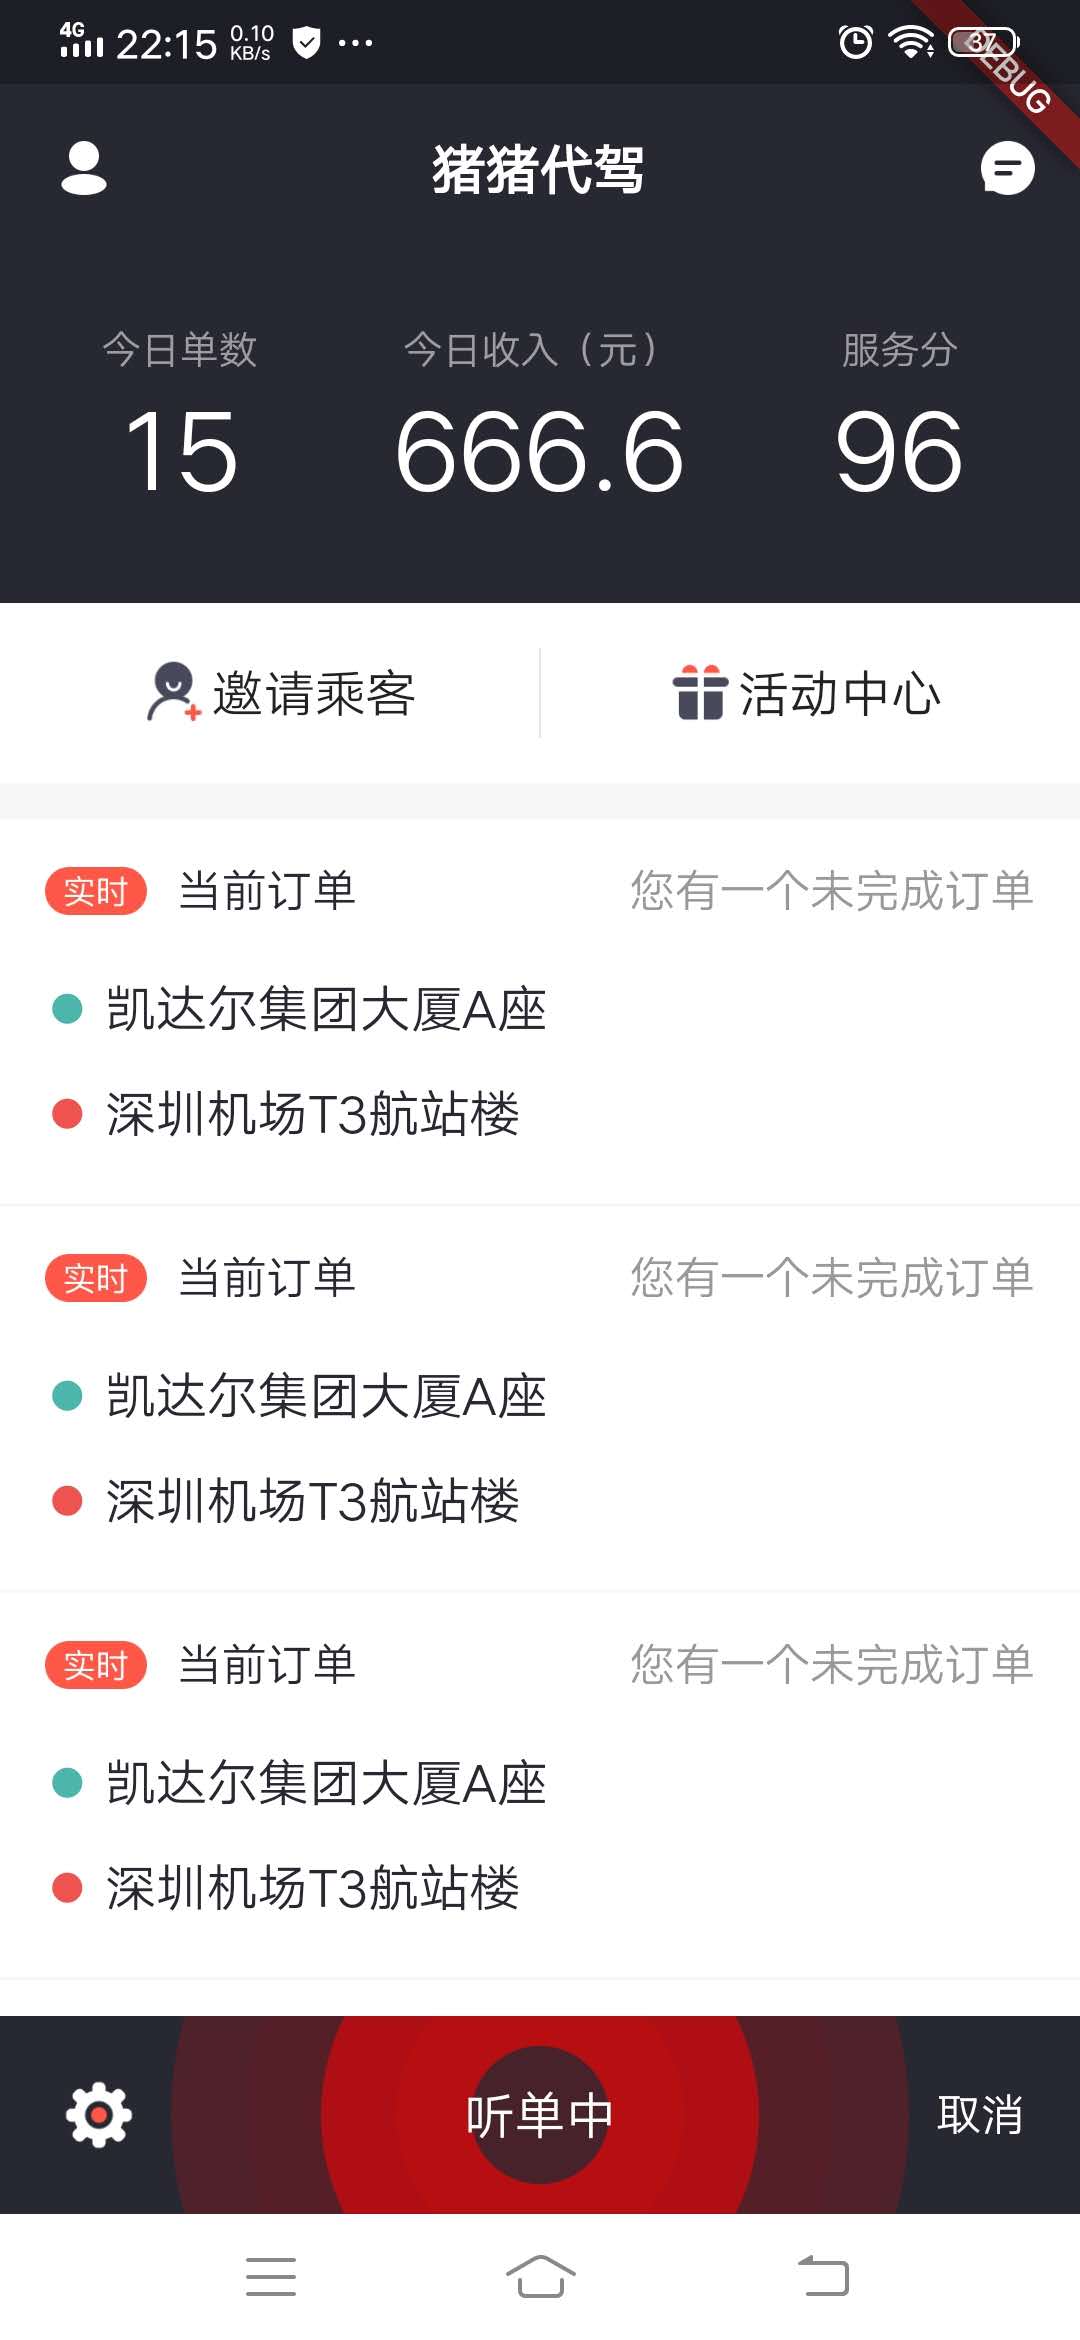 4G 22:15 0.10 KB/s 37
DEBUG
猪猪代驾
今日单数 今日收入（元） 服务分
15 666.6 96
邀请乘客 活动中心
实时 当前订单 您有一个未完成订单
凯达尔集团大厦A座
深圳机场T3航站楼
实时 当前订单 您有一个未完成订单
凯达尔集团大厦A座
深圳机场T3航站楼
实时 当前订单 您有一个未完成订单
凯达尔集团大厦A座
深圳机场T3航站楼
听单中 取消